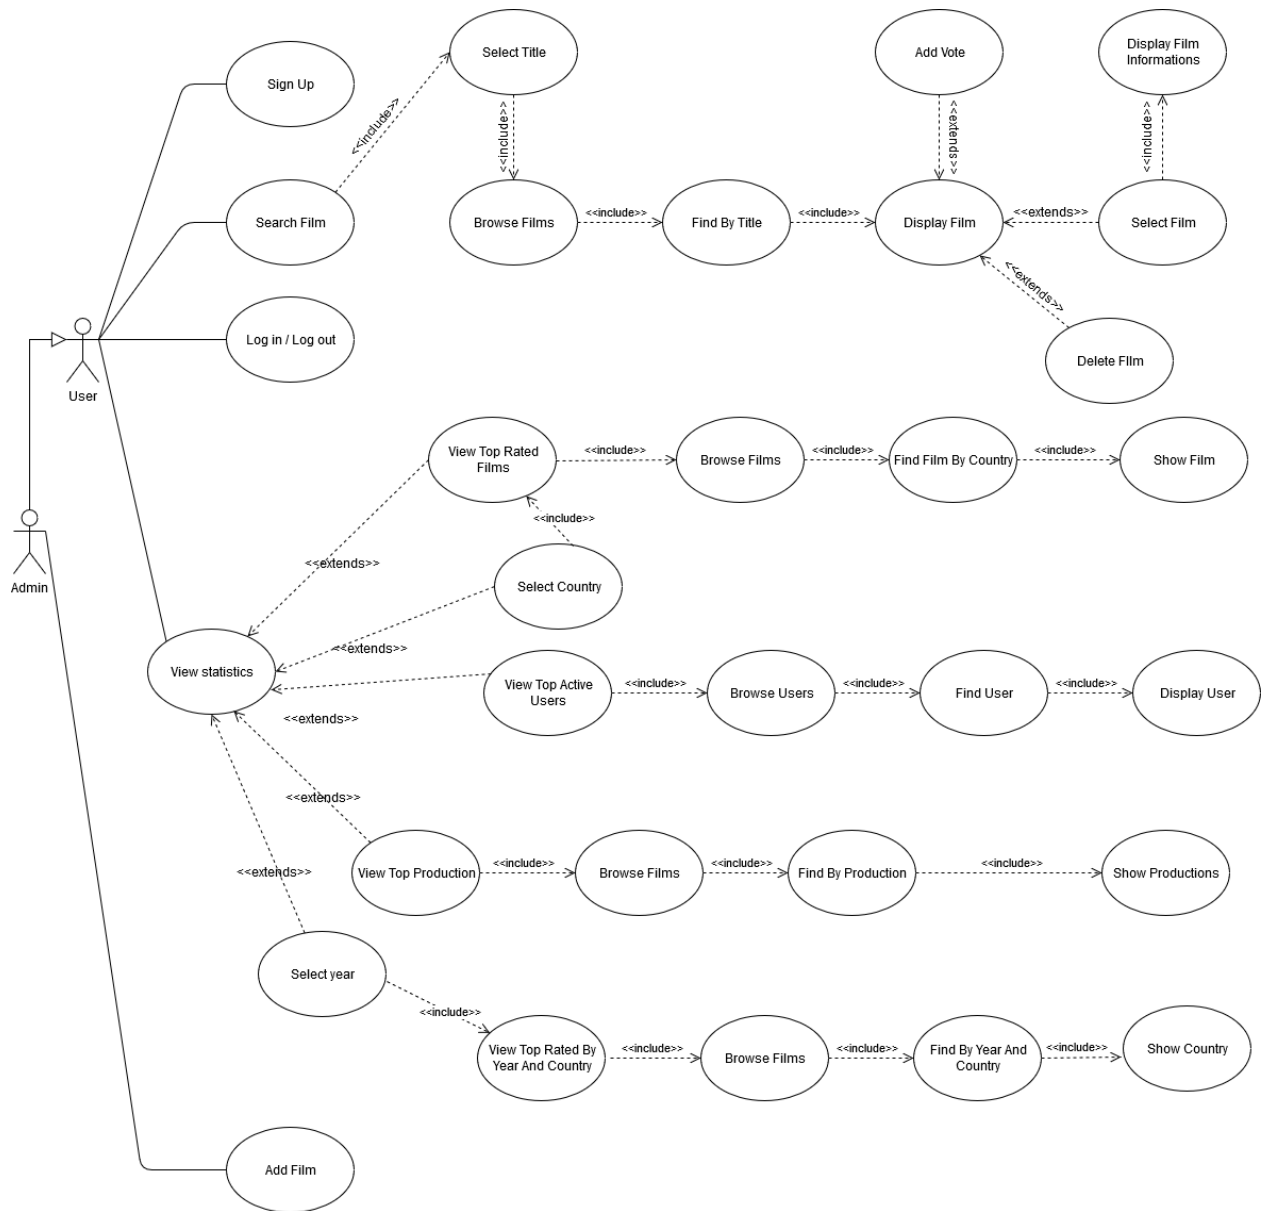 Select Title
Add Vote
Display Film
Informations
Sign Up
<<include>>
<<include>>
<<extends>>
<<include>>
Search Film
Browse Films
<<include>>
Find By Title
<<include>>
Display Film
<<extends>>
Select Film
<<extends>>
Log in / Log out
Delete FIlm
User
View Top Rated
Films
<<include>>
Browse Films
<<include>>
Find Film By Country
<<include>>
Show Film
<<include>>
<<extends>>
Select Country
Admin
<<extends>>
View statistics
View Top Active
Users
<<include>>
Browse Users
<<include>>
Find User
<<include>>
Display User
<<extends>>
<<extends>>
View Top Production
<<include>>
Browse Films
<<include>>
Find By Production
<<include>>
Show Productions
<<extends>>
Select year
<<include>>
View Top Rated By
Year And Country
<<include>>
Browse Films
<<include>>
Find By Year And
Country
<<include>>
Show Country
Add Film